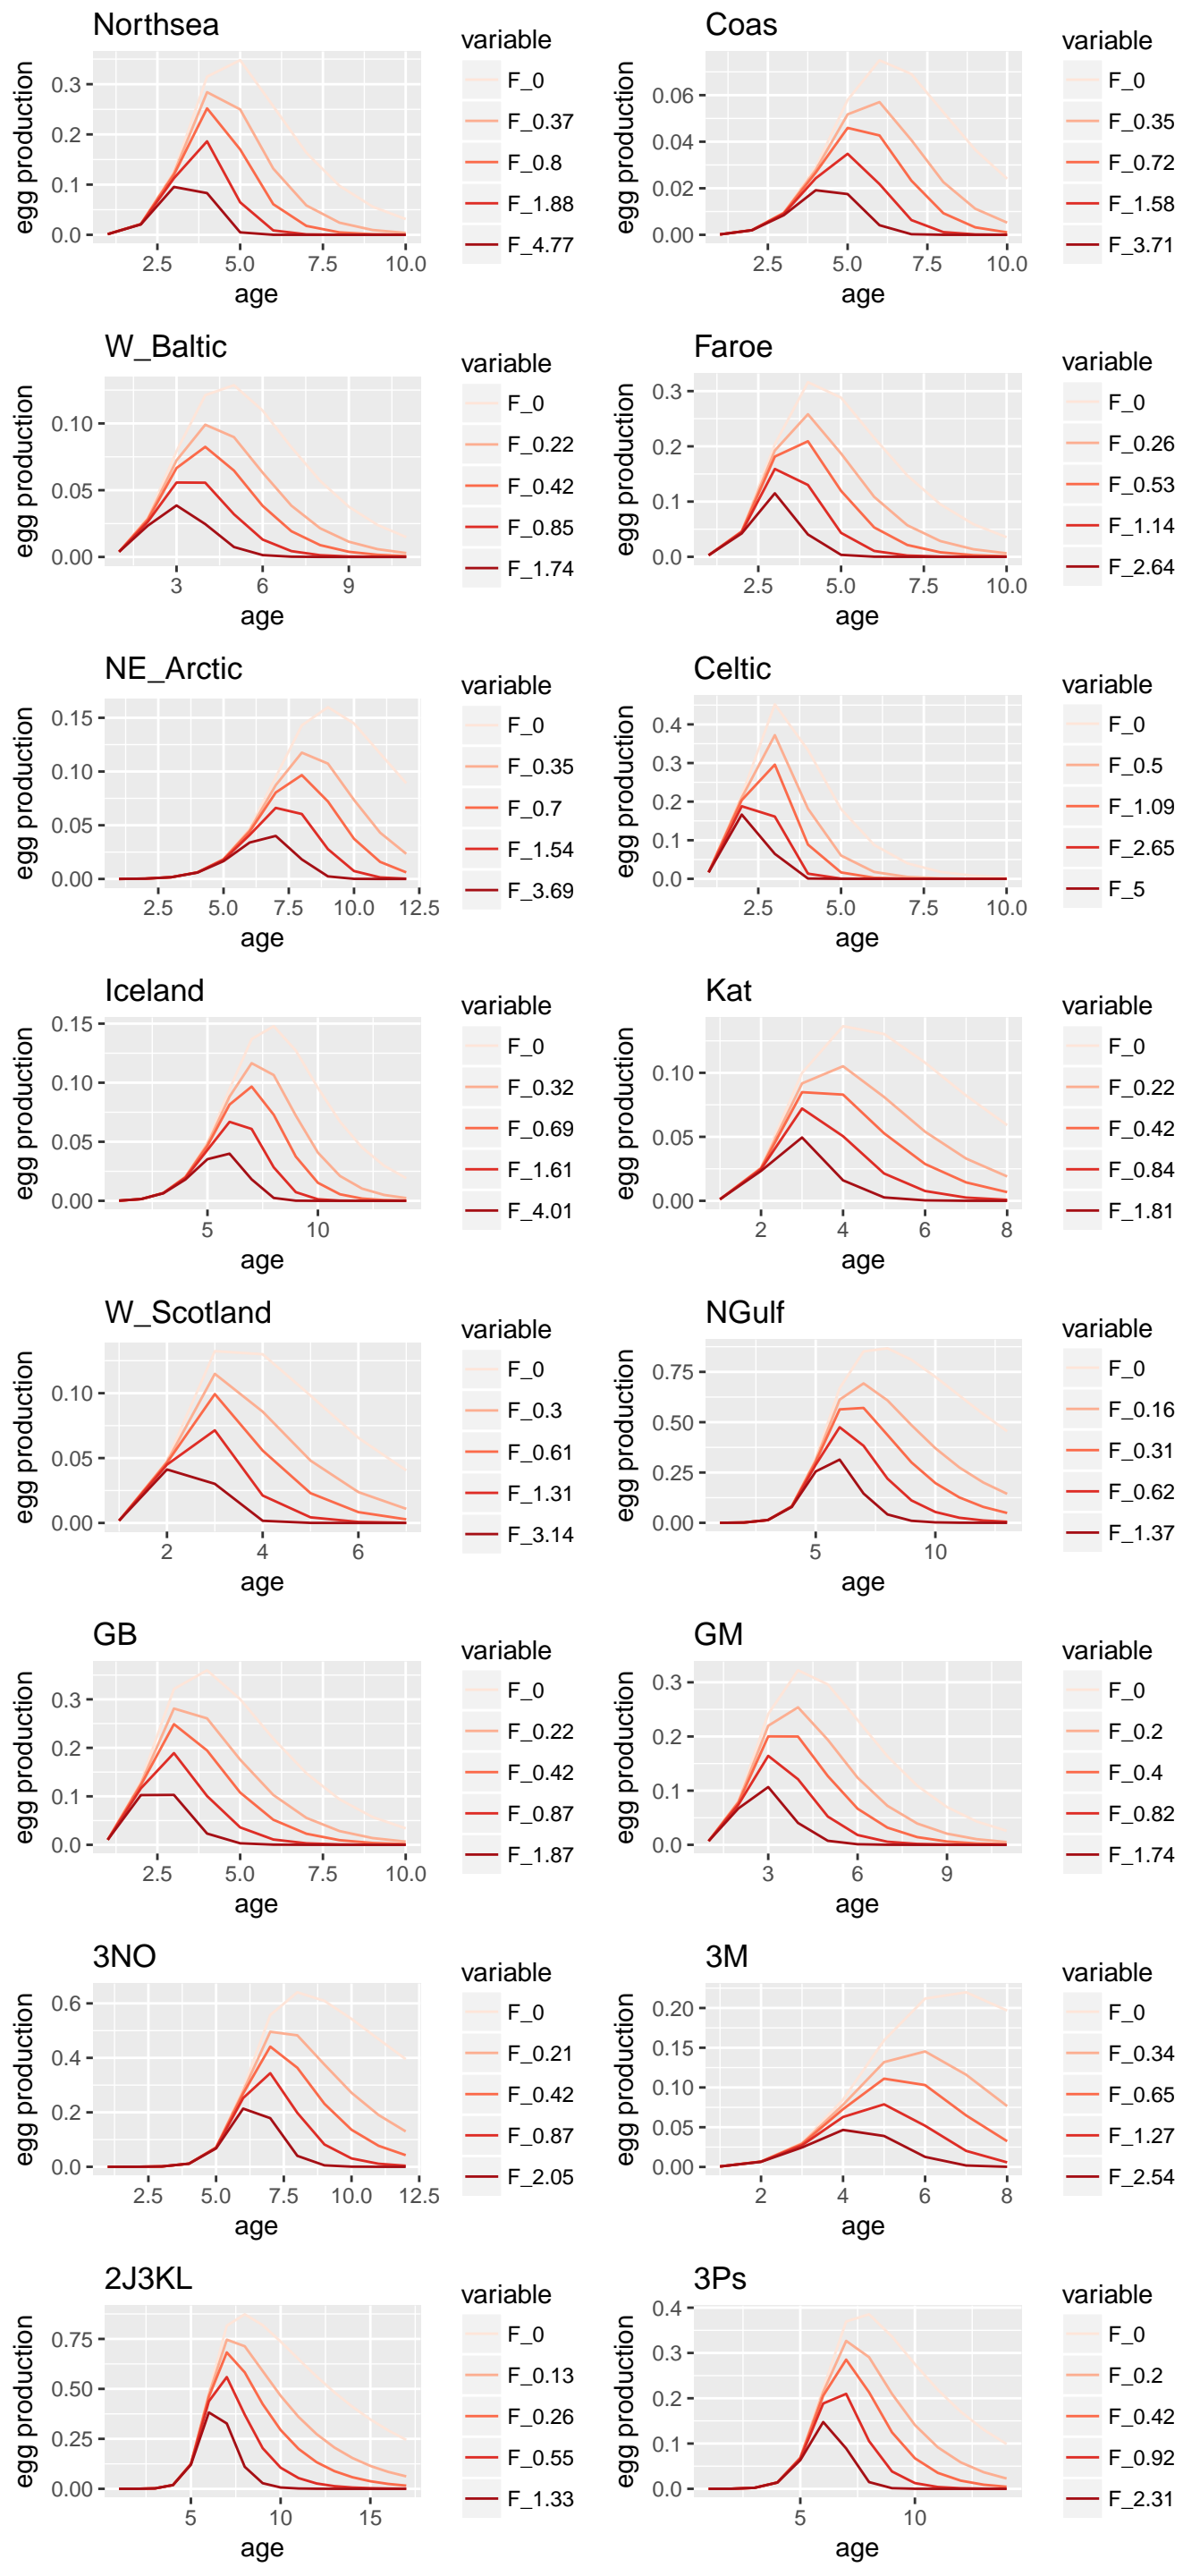 Northsea
egg production
0.3
0.2
0.1
0.0
2.5 5.0 7.5 10.0
age
variable
F_0
F_0.37
F_0.8
F_1.88
F_4.77
Coas
egg production
0.06
0.04
0.02
0.00
2.5 5.0 7.5 10.0
age
variable
F_0
F_0.35
F_0.72
F_1.58
F_3.71
W_Baltic
egg production
0.10
0.05
0.00
3 6 9
age
variable
F_0
F_0.22
F_0.42
F_0.85
F_1.74
Faroe
egg production
0.3
0.2
0.1
0.0
2.5 5.0 7.5 10.0
age
variable
F_0
F_0.26
F_0.53
F_1.14
F_2.64
NE_Arctic
egg production
0.15
0.10
0.05
0.00
2.5 5.0 7.5 10.0 12.5
age
variable
F_0
F_0.35
F_0.7
F_1.54
F_3.69
Celtic
egg production
0.4
0.3
0.2
0.1
0.0
2.5 5.0 7.5 10.0
age
variable
F_0
F_0.5
F_1.09
F_2.65
F_5
Iceland
egg production
0.15
0.10
0.05
0.00
5 10
age
variable
F_0
F_0.32
F_0.69
F_1.61
F_4.01
Kat
egg production
0.10
0.05
0.00
2 4 6 8
age
variable
F_0
F_0.22
F_0.42
F_0.84
F_1.81
W_Scotland
egg production
0.10
0.05
0.00
2 4 6
age
variable
F_0
F_0.3
F_0.61
F_1.31
F_3.14
NGulf
egg production
0.75
0.50
0.25
0.00
5 10
age
variable
F_0
F_0.16
F_0.31
F_0.62
F_1.37
GB
egg production
0.3
0.2
0.1
0.0
2.5 5.0 7.5 10.0
age
variable
F_0
F_0.22
F_0.42
F_0.87
F_1.87
GM
egg production
0.3
0.2
0.1
0.0
3 6 9
age
variable
F_0
F_0.2
F_0.4
F_0.82
F_1.74
3NO
egg production
0.6
0.4
0.2
0.0
2.5 5.0 7.5 10.0 12.5
age
variable
F_0
F_0.21
F_0.42
F_0.87
F_2.05
3M
egg production
0.20
0.15
0.10
0.05
0.00
2 4 6 8
age
variable
F_0
F_0.34
F_0.65
F_1.27
F_2.54
2J3KL
egg production
0.75
0.50
0.25
0.00
5 10 15
age
variable
F_0
F_0.13
F_0.26
F_0.55
F_1.33
3Ps
egg production
0.4
0.3
0.2
0.1
0.0
5 10
age
variable
F_0
F_0.2
F_0.42
F_0.92
F_2.31